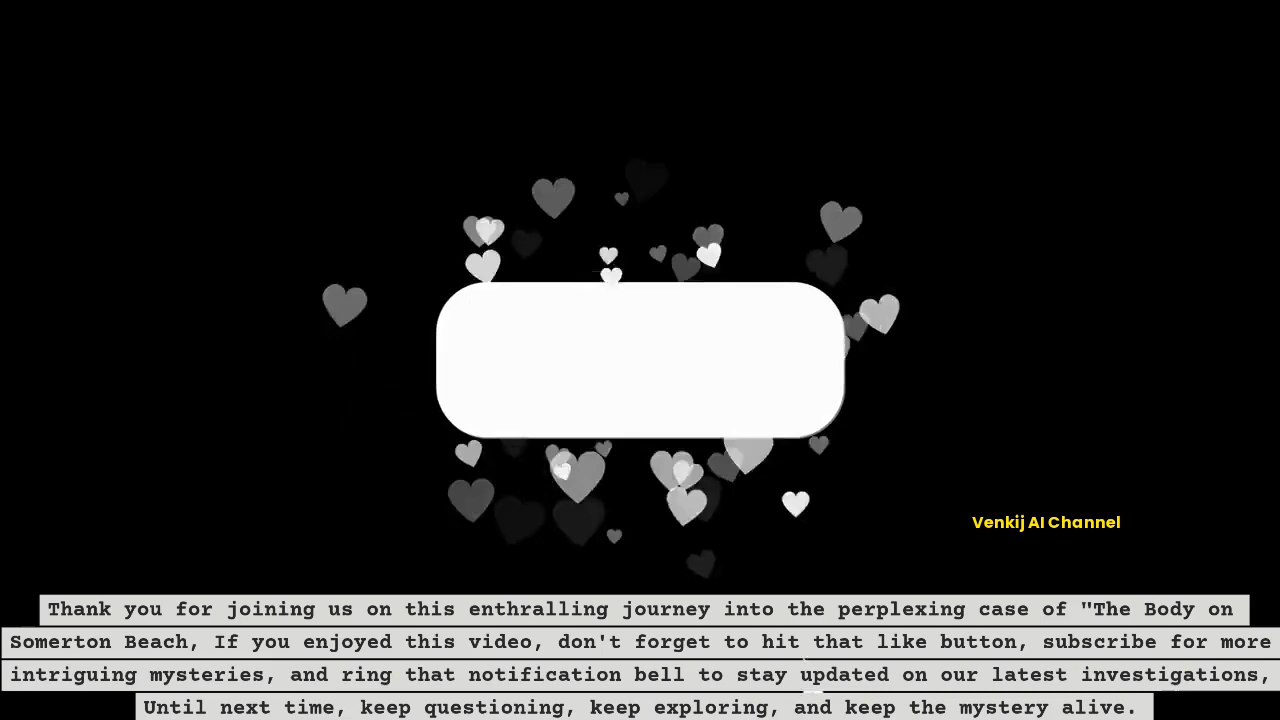 Venkij AI Channel
Thank you for joining us on this enthralling journey into the perplexing case of "The Body on
Somerton Beach, If you enjoyed this video, don't forget to hit that like button, subscribe for more
intriguing mysteries, and ring that notification bell to stay updated on our latest investigations,
Until next time, keep questioning, keep exploring, and keep the mystery alive.